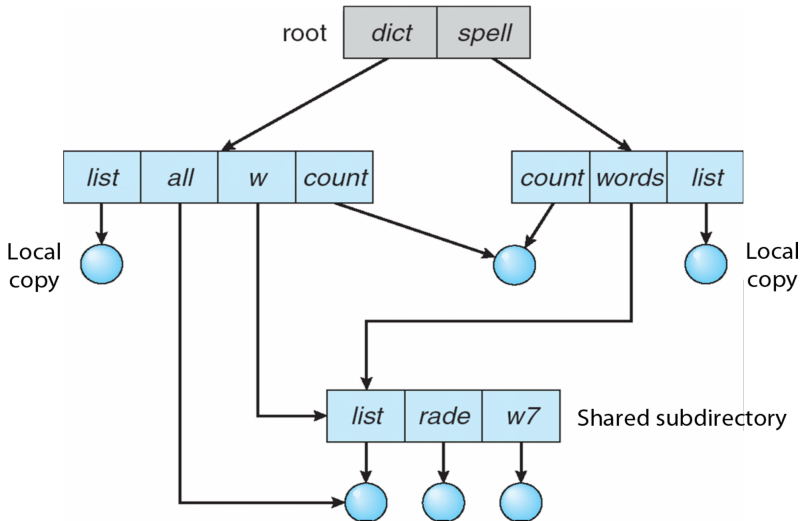 root dict spell
list all w count count words list
Local copy
Local copy
list rade w7 Shared subdirectory